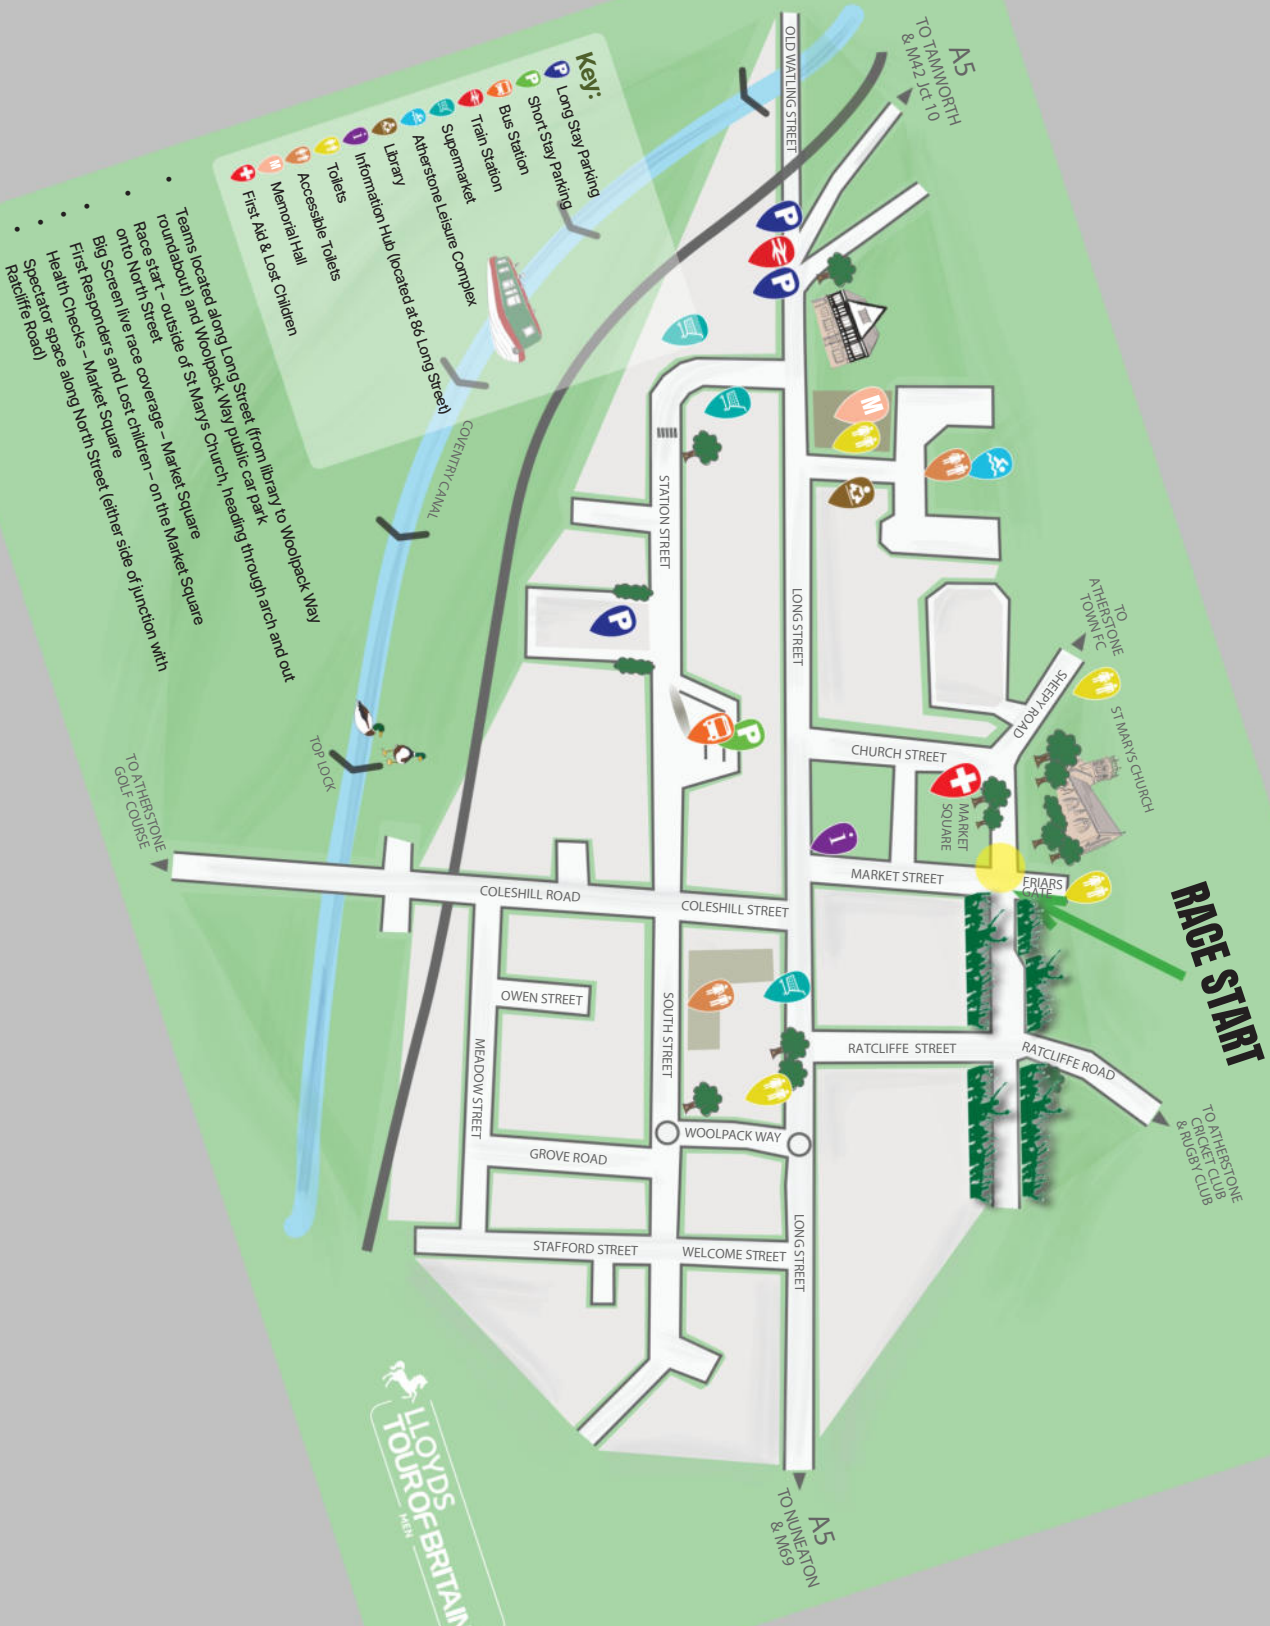 RACE START
A5
TO TAMWORTH
& M42 Jct 10
OLD WATLING STREET
Key:
Long Stay Parking
Short Stay Parking
Bus Station
Train Station
Supermarket
Atherstone Leisure Complex
Library
Information Hub (located at 86 Long Street)
Toilets
Accessible Toilets
Memorial Hall
First Aid & Lost Children
• Teams located along Long Street (from library to Woolpack Way
roundabout) and Woolpack Way public car park
• Race start – outside of St Marys Church, heading through arch and out
onto North Street
• Big Screen live race coverage – Market Square
• First Responders and Lost children – on the Market Square
• Health Checks – Market Square
• Spectator space along North Street (either side of junction with
Ratcliffe Road)
P
P
M
COVENTRY CANAL
STATION STREET
LONG STREET
P
P
TO
ATHERSTONE
TOWN FC
SHEEPY ROAD
ST MARYS CHURCH
CHURCH STREET
MARKET
SQUARE
i
MARKET STREET
FRIARS
GATE
TOP LOCK
TO ATHERSTONE
GOLF COURSE
COLESHILL ROAD
COLESHILL STREET
OWEN STREET
SOUTH STREET
MEADOW STREET
RATCLIFFE STREET
RATCLIFFE ROAD
TO ATHERSTONE
CRICKET CLUB
& RUGBY CLUB
WOOLPACK WAY
GROVE ROAD
STAFFORD STREET
WELCOME STREET
LONG STREET
A5
TO NUNEATON
& M69
LLOYDS
TOUR OF BRITAIN
MEN